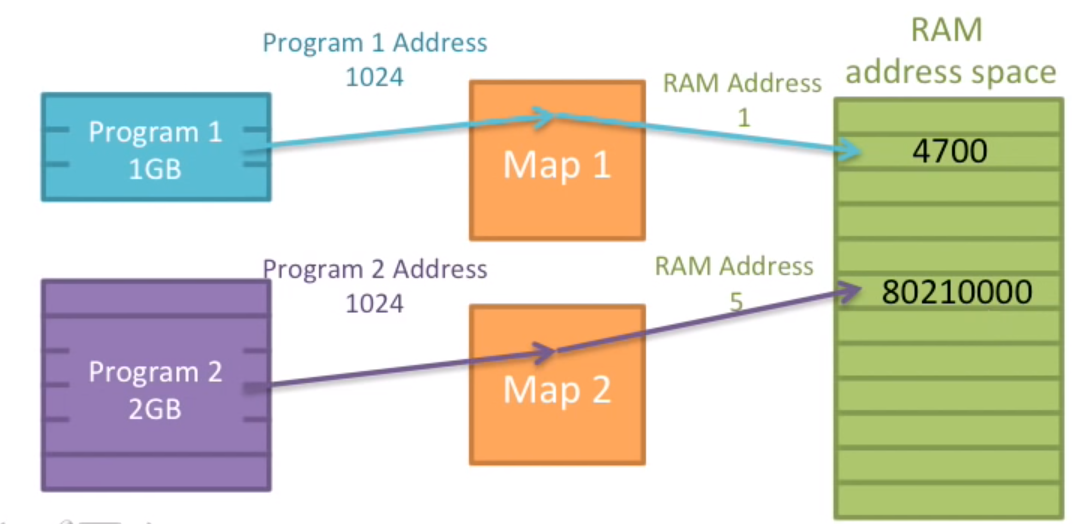 RAM
address space
Program 1 Address
1024
RAM Address
1
Program 1
1GB
Map 1
4700
Program 2 Address
1024
RAM Address
5
80210000
Program 2
2GB
Map 2